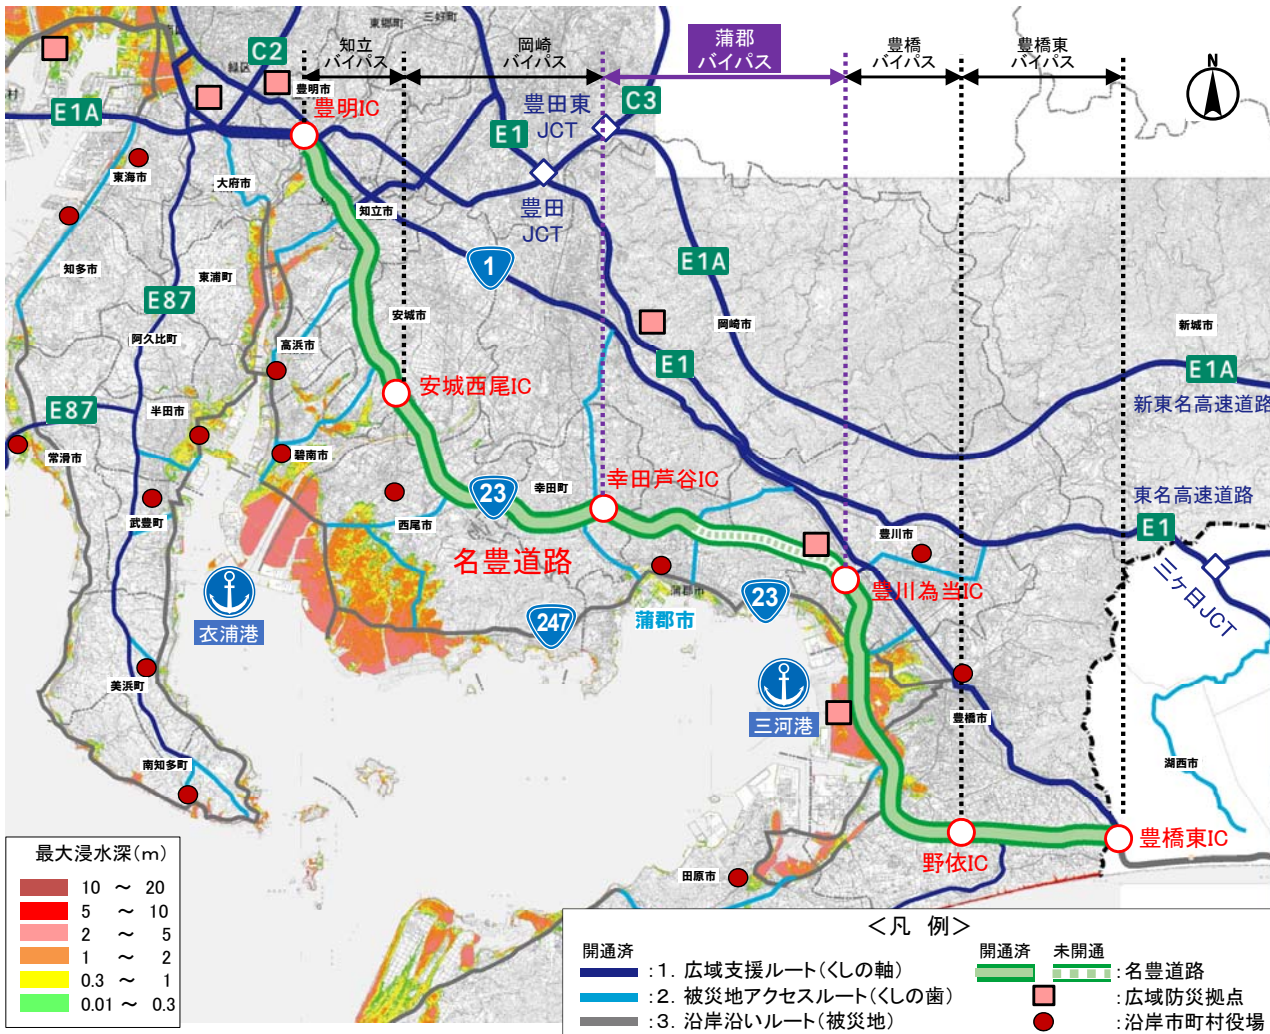 東郷町
三好町
緑区
村
C2
知立
バイパス
岡崎
バイパス
蒲郡
バイパス
豊橋
バイパス
豊橋東
バイパス
N
豊明市
豊明IC
E1A
E1
豊田東
JCT
C3
東海市
大府市
知立市
豊田
JCT
知多市
東浦町
1
E1A
E87
阿久比町
安城市
高浜市
岡崎市
新城市
E1
E1A
新東名高速道路
E87
半田市
安城西尾IC
常滑市
碧南市
幸田芦谷IC
幸田町
23
武豊町
西尾市
東名高速道路
E1
豊川市
名豊道路
三ヶ日JCT
豊川為当IC
蒲郡市
23
衣浦港
247
蒲郡市
美浜町
三河港
豊橋市
南知多町
湖西市
野依IC
豊橋東IC
田原市
最大浸水深(m)
10 ～ 20
5 ～ 10
2 ～ 5
1 ～ 2
0.3 ～ 1
0.01 ～ 0.3
＜凡 例＞
開通済
開通済 未開通
:1. 広域支援ルート(くしの軸)
:名豊道路
:2. 被災地アクセスルート(くしの歯)
:広域防災拠点
:3. 沿岸沿いルート(被災地)
:沿岸市町村役場